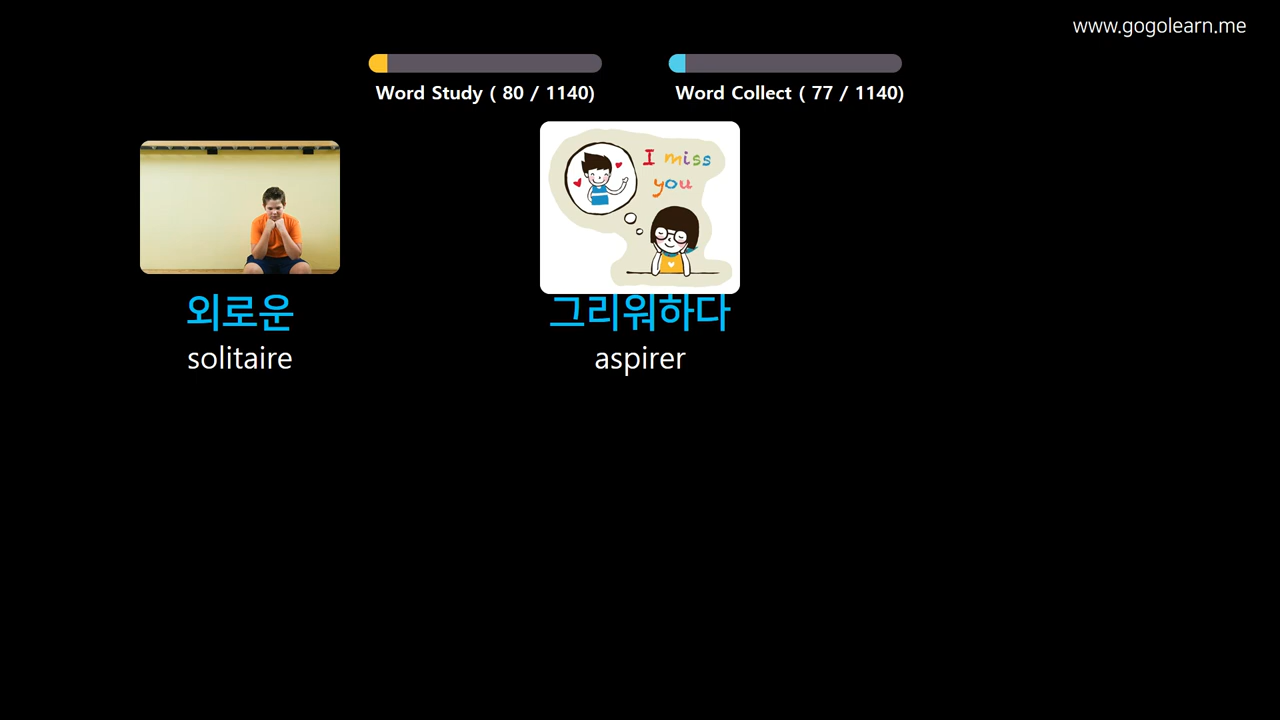 www.gogolearn.me
Word Study ( 80 / 1140)
Word Collect ( 77 / 1140)
I miss
you
외로운
그리워하다
solitaire
aspirer